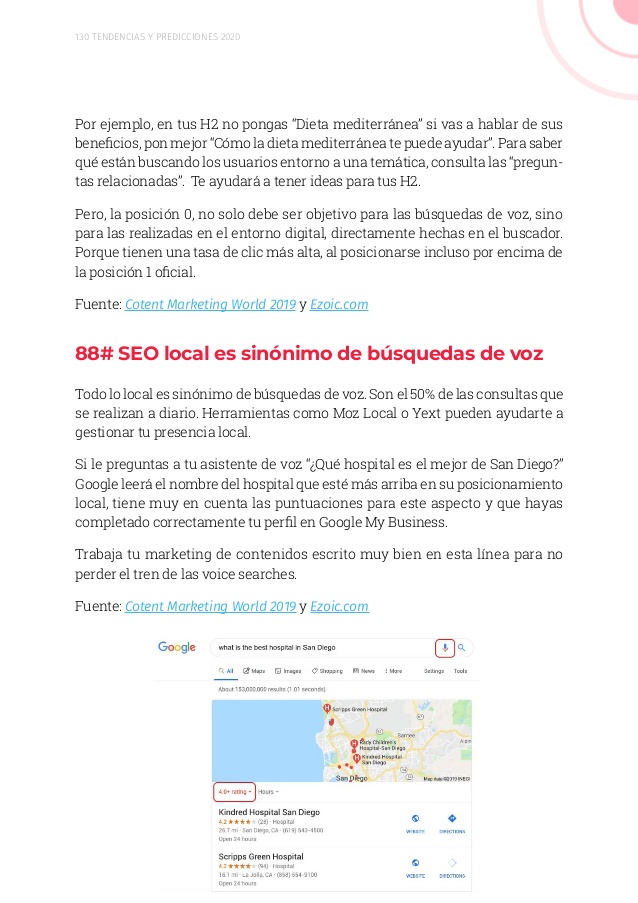 130 TENDENCIAS Y PREDICCIONES 2020
Por ejemplo, en tus H2 no pongas “Dieta mediterránea” si vas a hablar de sus
beneficios, pon mejor “Cómo la dieta mediterránea te puede ayudar”. Para saber
qué están buscando los usuarios entorno a una temática, consulta las “pregun-
tas relacionadas”. Te ayudará a tener ideas para tus H2.
Pero, la posición 0, no solo debe ser objetivo para las búsquedas de voz, sino
para las realizadas en el entorno digital, directamente hechas en el buscador.
Porque tienen una tasa de clic más alta, al posicionarse incluso por encima de
la posición 1 oficial.
Fuente: Cotent Marketing World 2019 y Ezoic.com
88# SEO local es sinónimo de búsquedas de voz
Todo lo local es sinónimo de búsquedas de voz. Son el 50% de las consultas que
se realizan a diario. Herramientas como Moz Local o Yext pueden ayudarte a
gestionar tu presencia local.
Si le preguntas a tu asistente de voz “¿Qué hospital es el mejor de San Diego?”
Google leerá el nombre del hospital que esté más arriba en su posicionamiento
local, tiene muy en cuenta las puntuaciones para este aspecto y que hayas
completado correctamente tu perfil en Google My Business.
Trabaja tu marketing de contenidos escrito muy bien en esta línea para no
perder el tren de las voice searches.
Fuente: Cotent Marketing World 2019 y Ezoic.com
Google what is the best hospital in San Diego
All Maps Images Shopping News More Settings Tools
About 153,000,000 results (1.01 seconds)
Scripps Green Hospital
Rady Children's
Hospital-San Diego
Santee
Kindred Hospital
San Diego
Alpin
San Diego
Map data ©2019 INEGI
4.0+ rating Hours
Kindred Hospital San Diego
4.2 ★★★★★ (28) · Hospital
26.7 mi · San Diego, CA · (619) 543-4500
Open 24 hours
WEBSITE DIRECTIONS
Scripps Green Hospital
4.2 ★★★★★ (94) · Hospital
16.1 mi · La Jolla, CA · (858) 554-9100
Open 24 hours
WEBSITE DIRECTIONS